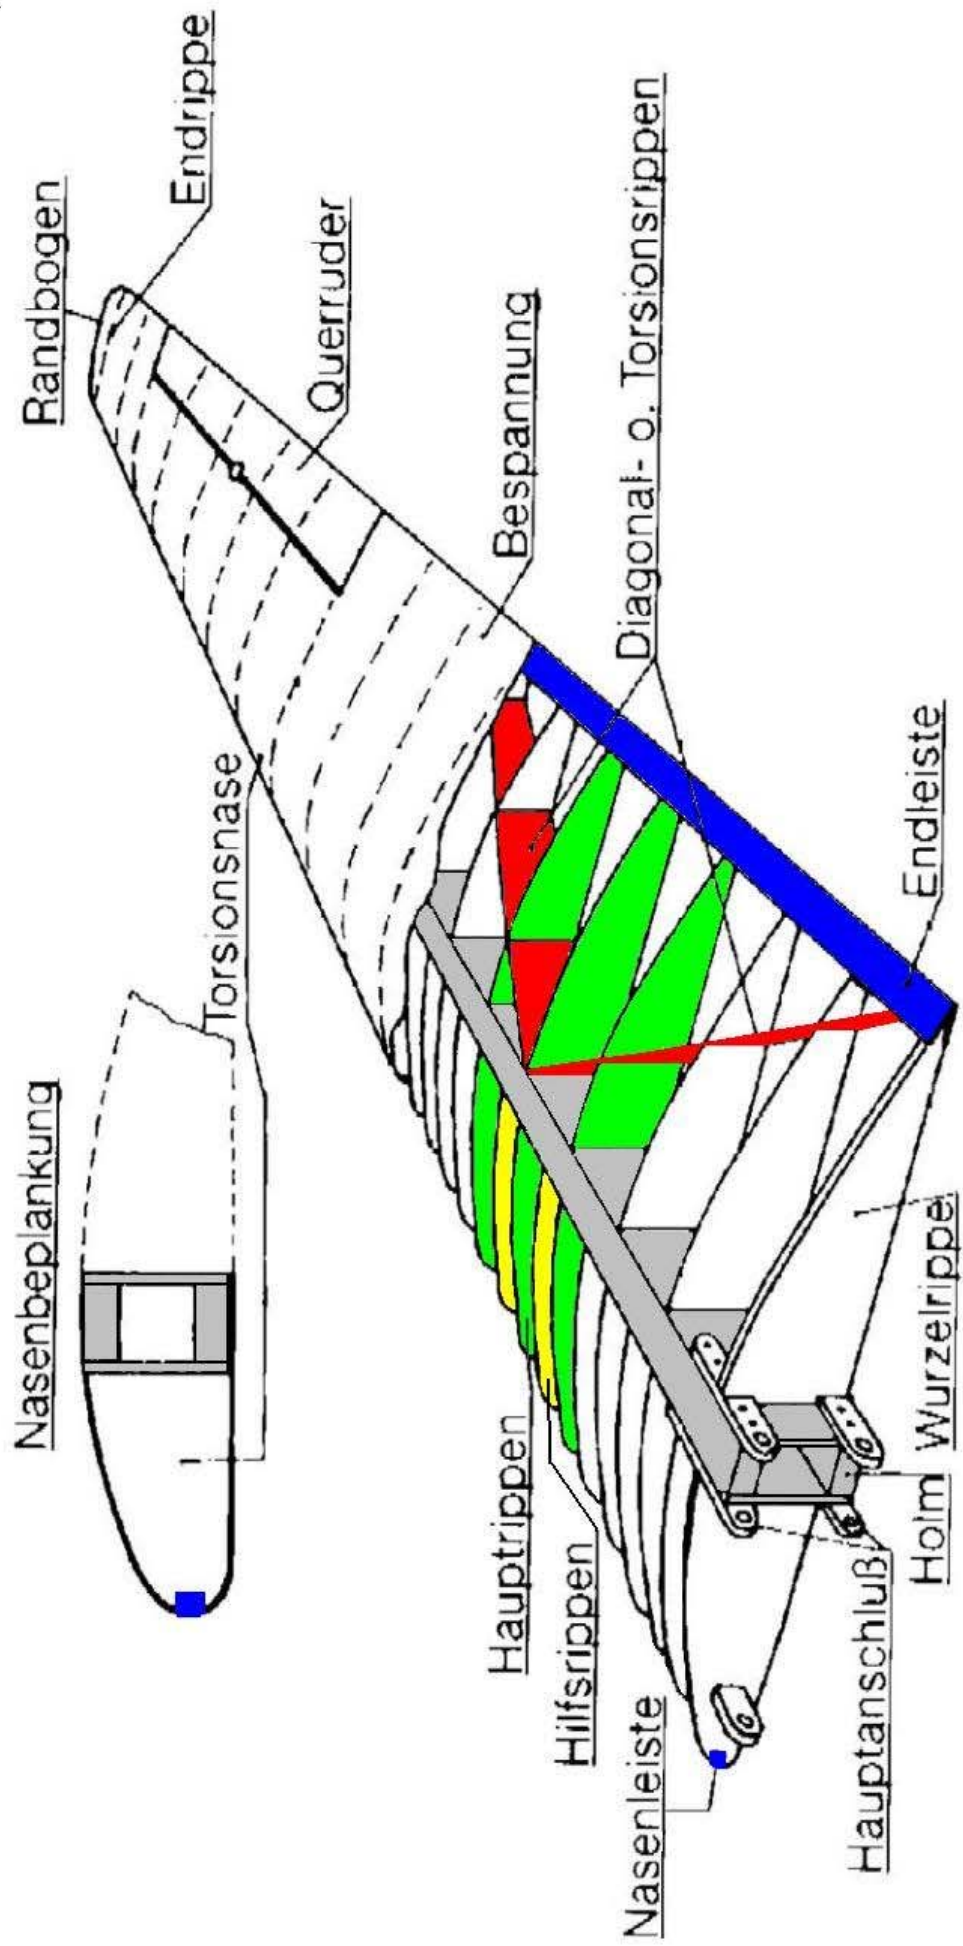 Nasenbeplankung
Randbogen
Endrippe
Torsionsnase
Querruder
Hauptrippen
Bespannung
Hilfsrippen
Nasenleiste
Diagonal- o. Torsionsrippen
Hauptanschluß
Holm
Wurzelrippe
Endleiste